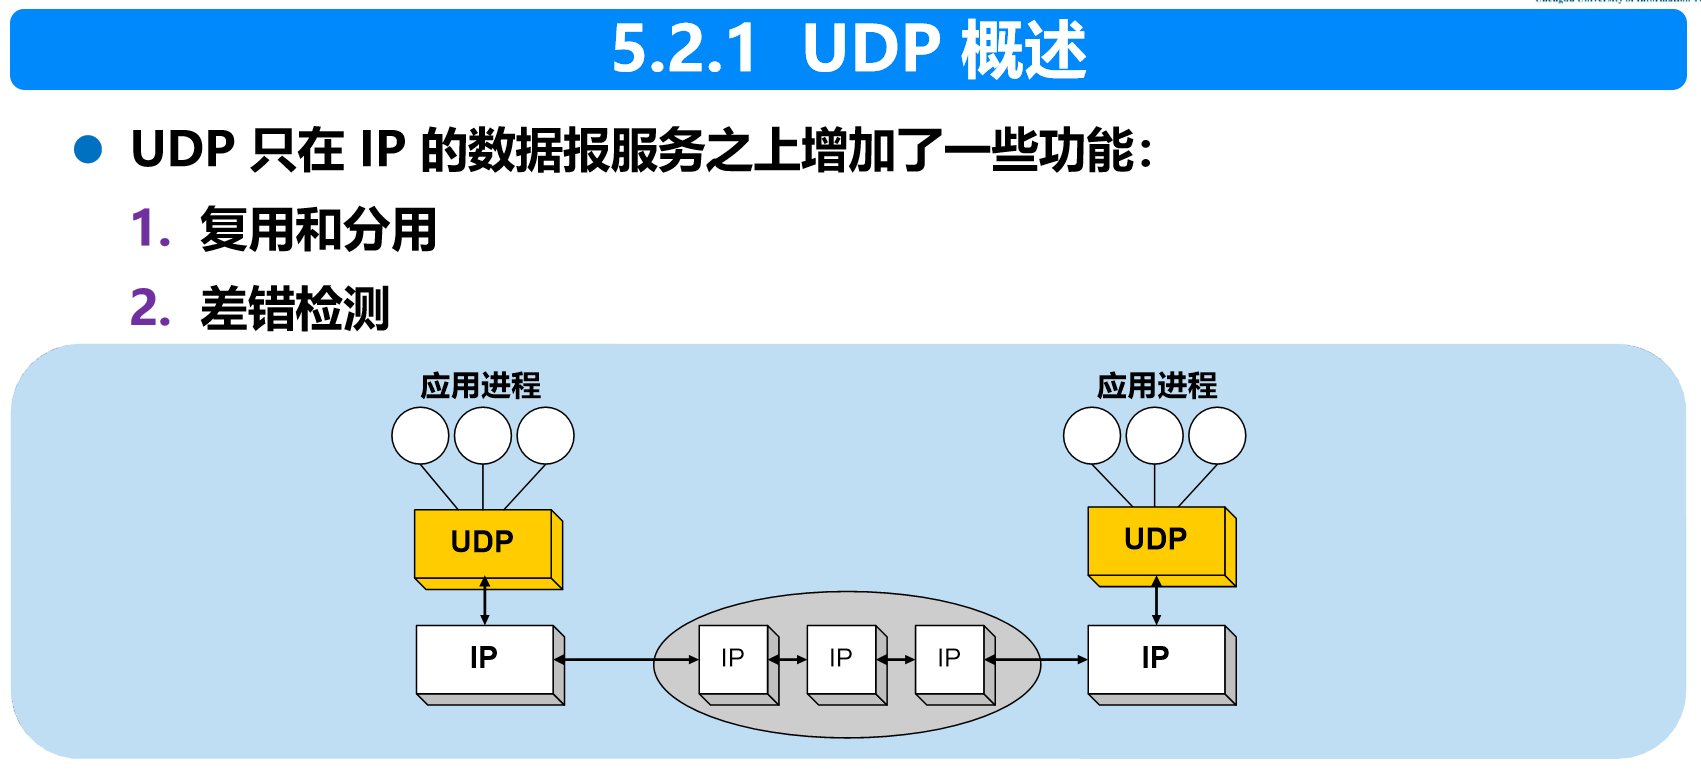 5.2.1 UDP 概述
UDP 只在 IP 的数据报服务之上增加了一些功能：
1. 复用和分用
2. 差错检测
应用进程 应用进程
UDP UDP
IP IP IP IP IP